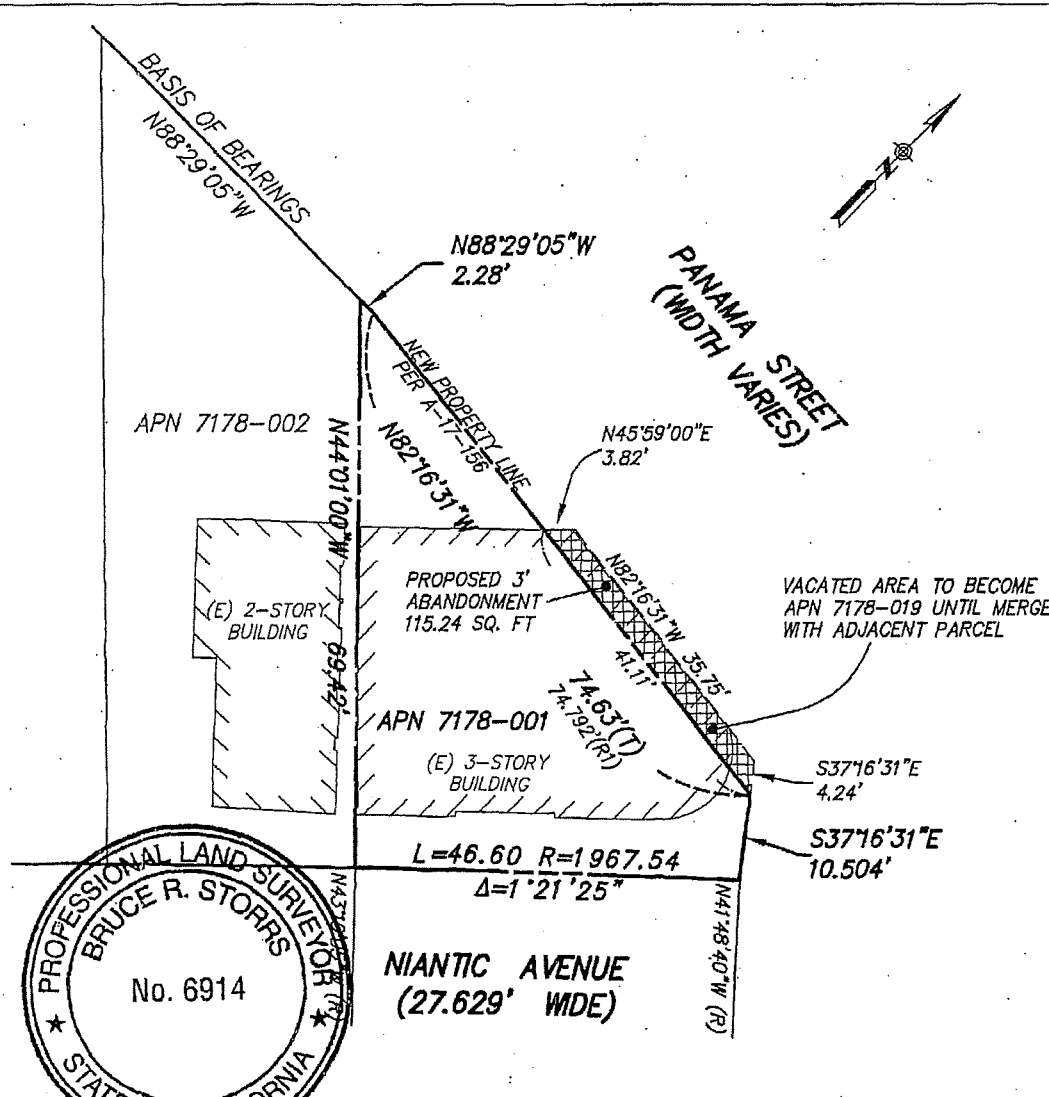 BASIS OF BEARINGS
N88°29'05"W
N88°29'05"W
2.28'
PANAMA STREET
(WIDTH VARIES)
NEW PROPERTY LINE
PER A-17-156
APN 7178-002
N82°16'31"W
N45°59'00"E
3.82'
N44°01'00"W 69.42'
(E) 2-STORY
BUILDING
PROPOSED 3'
ABANDONMENT
115.24 SQ. FT
N82°16'31"W 35.75'
VACATED AREA TO BECOME
APN 7178-019 UNTIL MERGE
WITH ADJACENT PARCEL
41.11'
74.63'(T)
74.792'(R1)
APN 7178-001
(E) 3-STORY
BUILDING
S37°16'31"E
4.24'
S37°16'31"E
10.504'
L=46.60 R=1967.54
Δ=1°21'25"
N41°48'40"W (R)
NIANTIC AVENUE
(27.629' WIDE)
PROFESSIONAL LAND SURVEYOR
BRUCE R. STORRS
No. 6914
N